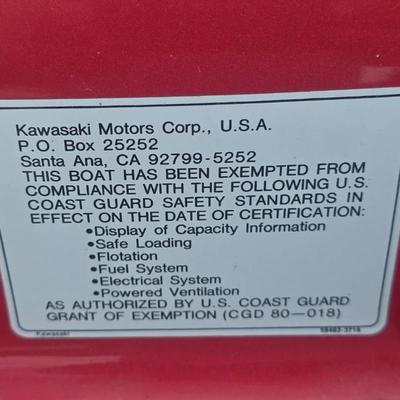 Kawasaki Motors Corp., U.S.A.
P.O. Box 25252
Santa Ana, CA 92799-5252
THIS BOAT HAS BEEN EXEMPTED FROM
COMPLIANCE WITH THE FOLLOWING U.S.
COAST GUARD SAFETY STANDARDS IN
EFFECT ON THE DATE OF CERTIFICATION:
•Display of Capacity Information
•Safe Loading
•Flotation
•Fuel System
•Electrical System
•Powered Ventilation
AS AUTHORIZED BY U.S. COAST GUARD
GRANT OF EXEMPTION (CGD 80—018)
Kawasaki